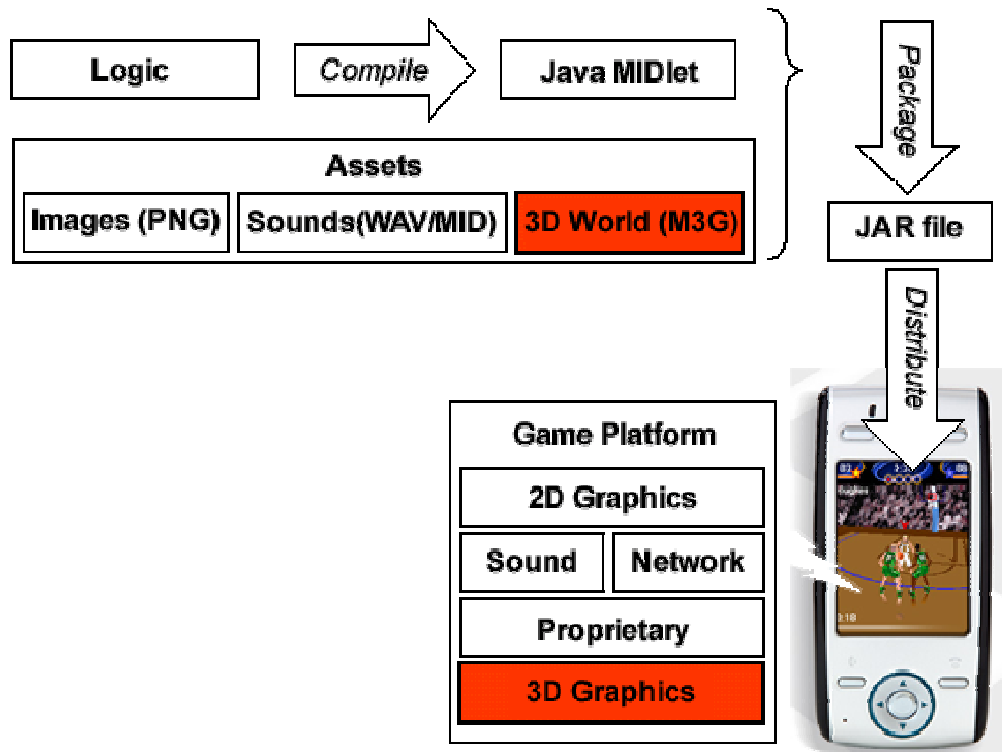 Logic
Compile
Java MIDlet
Package
Assets
Images (PNG)
Sounds(WAV/MID)
3D World (M3G)
JAR file
Distribute
Game Platform
2D Graphics
Sound
Network
Proprietary
3D Graphics